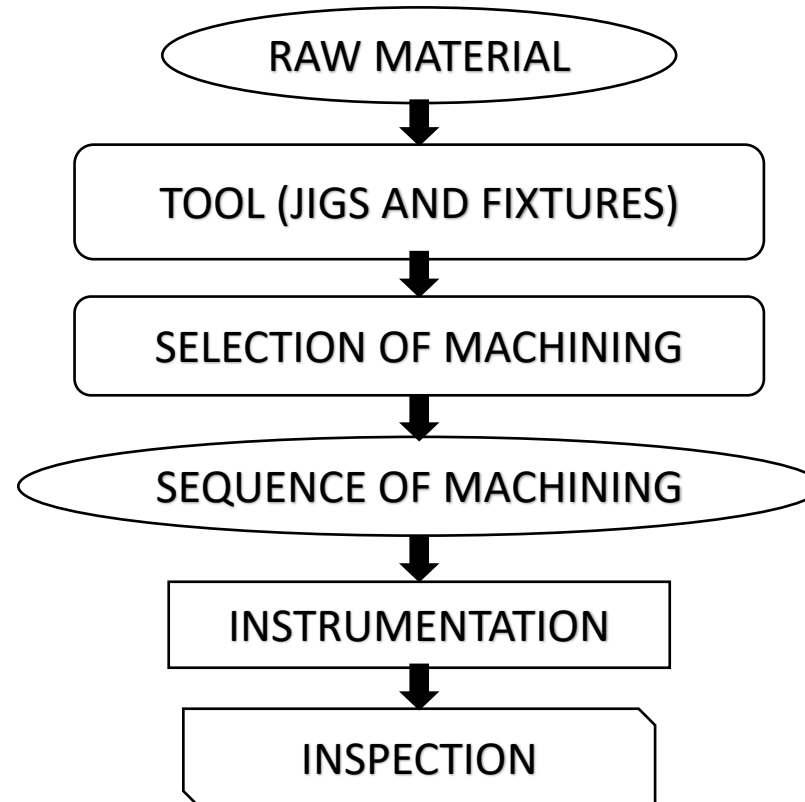 RAW MATERIAL
TOOL (JIGS AND FIXTURES)
SELECTION OF MACHINING
SEQUENCE OF MACHINING
INSTRUMENTATION
INSPECTION